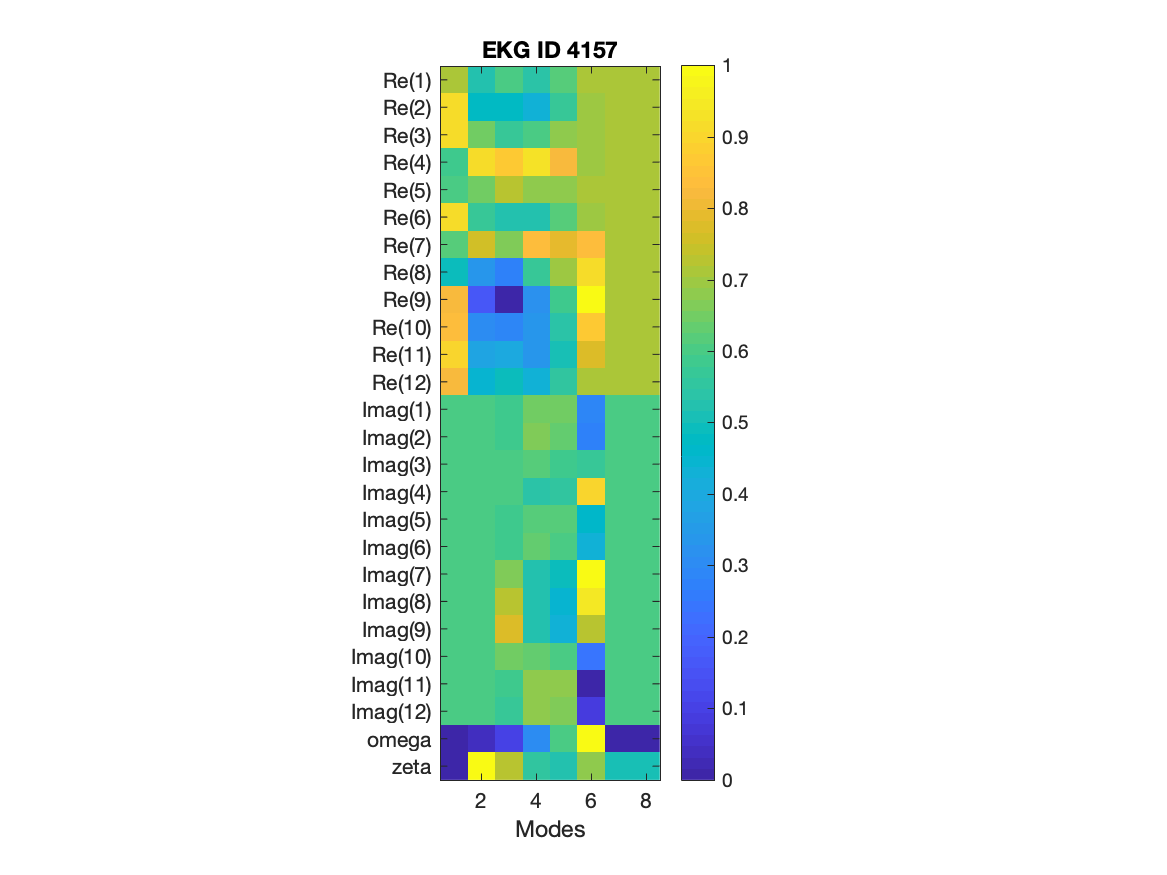 EKG ID 4157
Re(1)
Re(2)
Re(3)
Re(4)
Re(5)
Re(6)
Re(7)
Re(8)
Re(9)
Re(10)
Re(11)
Re(12)
Imag(1)
Imag(2)
Imag(3)
Imag(4)
Imag(5)
Imag(6)
Imag(7)
Imag(8)
Imag(9)
Imag(10)
Imag(11)
Imag(12)
omega
zeta
2 4 6 8
Modes
1
0.9
0.8
0.7
0.6
0.5
0.4
0.3
0.2
0.1
0